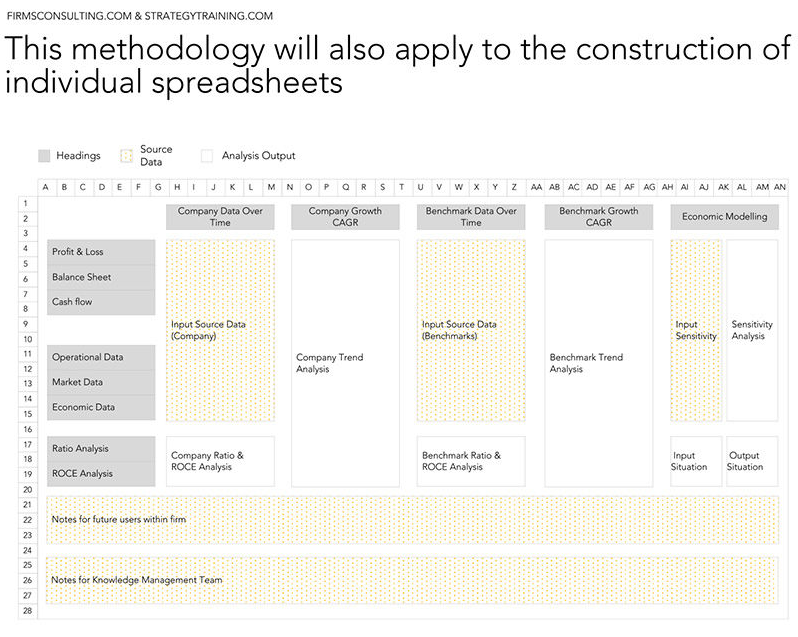 FIRMSCONSULTING.COM & STRATEGYTRAINING.COM
This methodology will also apply to the construction of
individual spreadsheets
Headings
Source
Data
Analysis Output
A B C D E F G H I J K L M N O P Q R S T U V W X Y Z AA AB AC AD AE AF AG AH AI AJ AK AL AM AN
1
2
3
4
5
6
7
8
9
10
11
12
13
14
15
16
17
18
19
20
21
22
23
24
25
26
27
28
Company Data Over
Time
Company Growth
CAGR
Benchmark Data Over
Time
Benchmark Growth
CAGR
Economic Modelling
Profit & Loss
Balance Sheet
Cash flow
Operational Data
Market Data
Economic Data
Ratio Analysis
ROCE Analysis
Input Source Data
(Company)
Company Ratio &
ROCE Analysis
Company Trend
Analysis
Input Source Data
(Benchmarks)
Benchmark Ratio &
ROCE Analysis
Benchmark Trend
Analysis
Input
Sensitivity
Sensitivity
Analysis
Input
Situation
Output
Situation
Notes for future users within firm
Notes for Knowledge Management Team